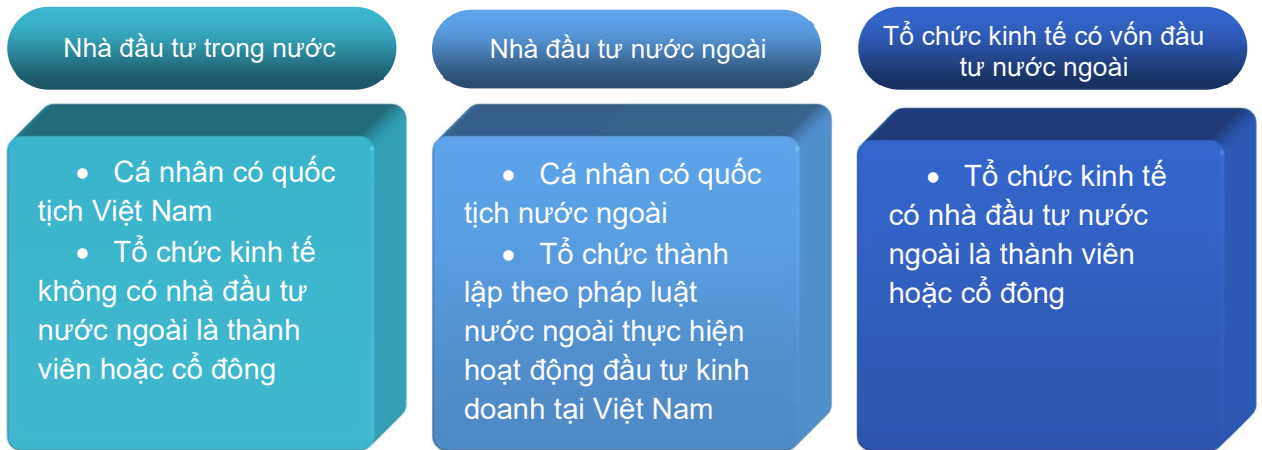 Nhà đầu tư trong nước
• Cá nhân có quốc
tịch Việt Nam
• Tổ chức kinh tế
không có nhà đầu tư
nước ngoài là thành
viên hoặc cổ đông
Nhà đầu tư nước ngoài
• Cá nhân có quốc
tịch nước ngoài
• Tổ chức thành
lập theo pháp luật
nước ngoài thực hiện
hoạt động đầu tư kinh
doanh tại Việt Nam
Tổ chức kinh tế có vốn đầu
tư nước ngoài
• Tổ chức kinh tế
có nhà đầu tư nước
ngoài là thành viên
hoặc cổ đông